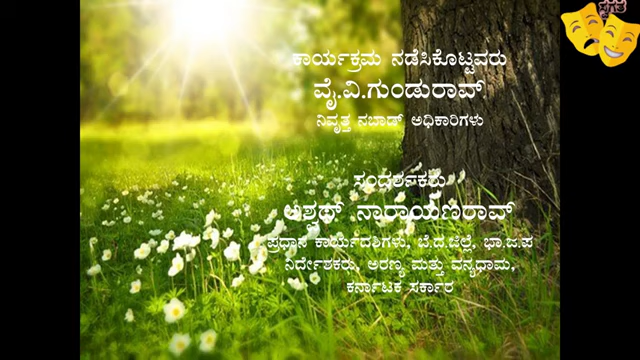 ಕಾರ್ಯಕ್ರಮ ನಡೆಸಿಕೊಟ್ಟವರು
ವೈ.ವಿ.ಗುಂಡುರಾವ್
ನಿವೃತ್ತ ನಬಾರ್ಡ್ ಅಧಿಕಾರಿಗಳು
ಸಂದರ್ಶಕರು
ಅಶ್ವಥ್ ನಾರಾಯಣರಾವ್
ಪ್ರಧಾನ ಕಾರ್ಯದರ್ಶಿಗಳು, ಬೆ.ದ.ಜಿಲ್ಲೆ, ಭಾ.ಜ.ಪ
ನಿರ್ದೇಶಕರು, ಅರಣ್ಯ ಮತ್ತು ವನ್ಯಧಾಮ,
ಕರ್ನಾಟಕ ಸರ್ಕಾರ